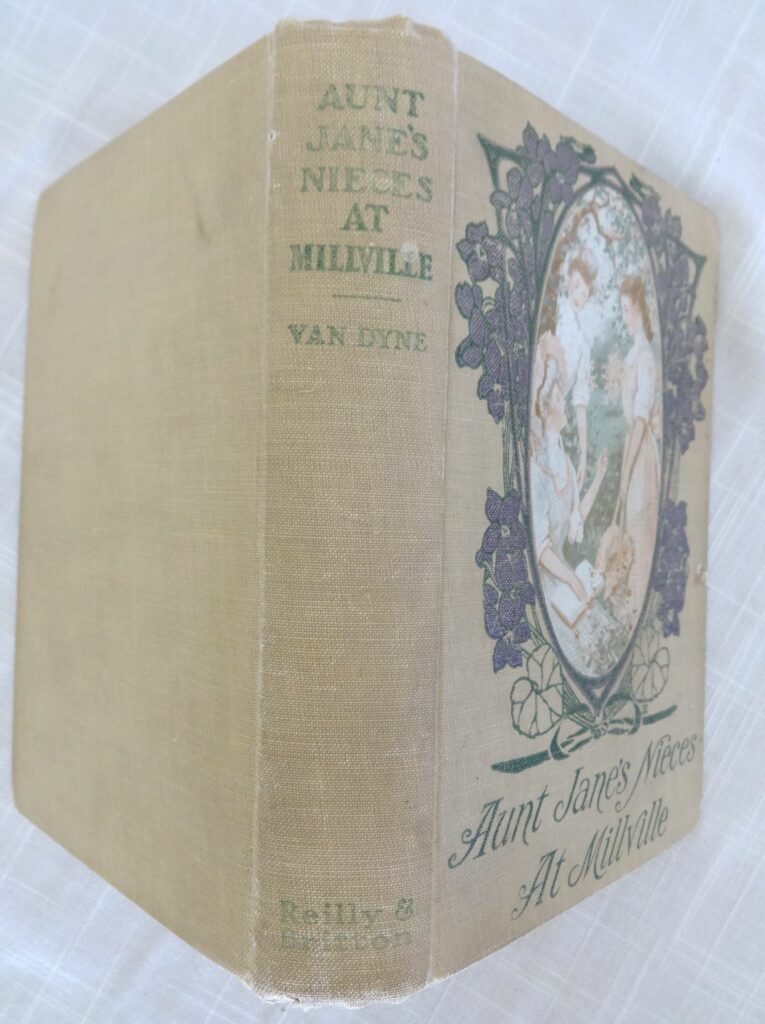 AUNT
JANE'S
NIECES
AT
MILLVILLE
VAN DYNE
Reilly &
Britton
Aunt Jane's Nieces
At Millville